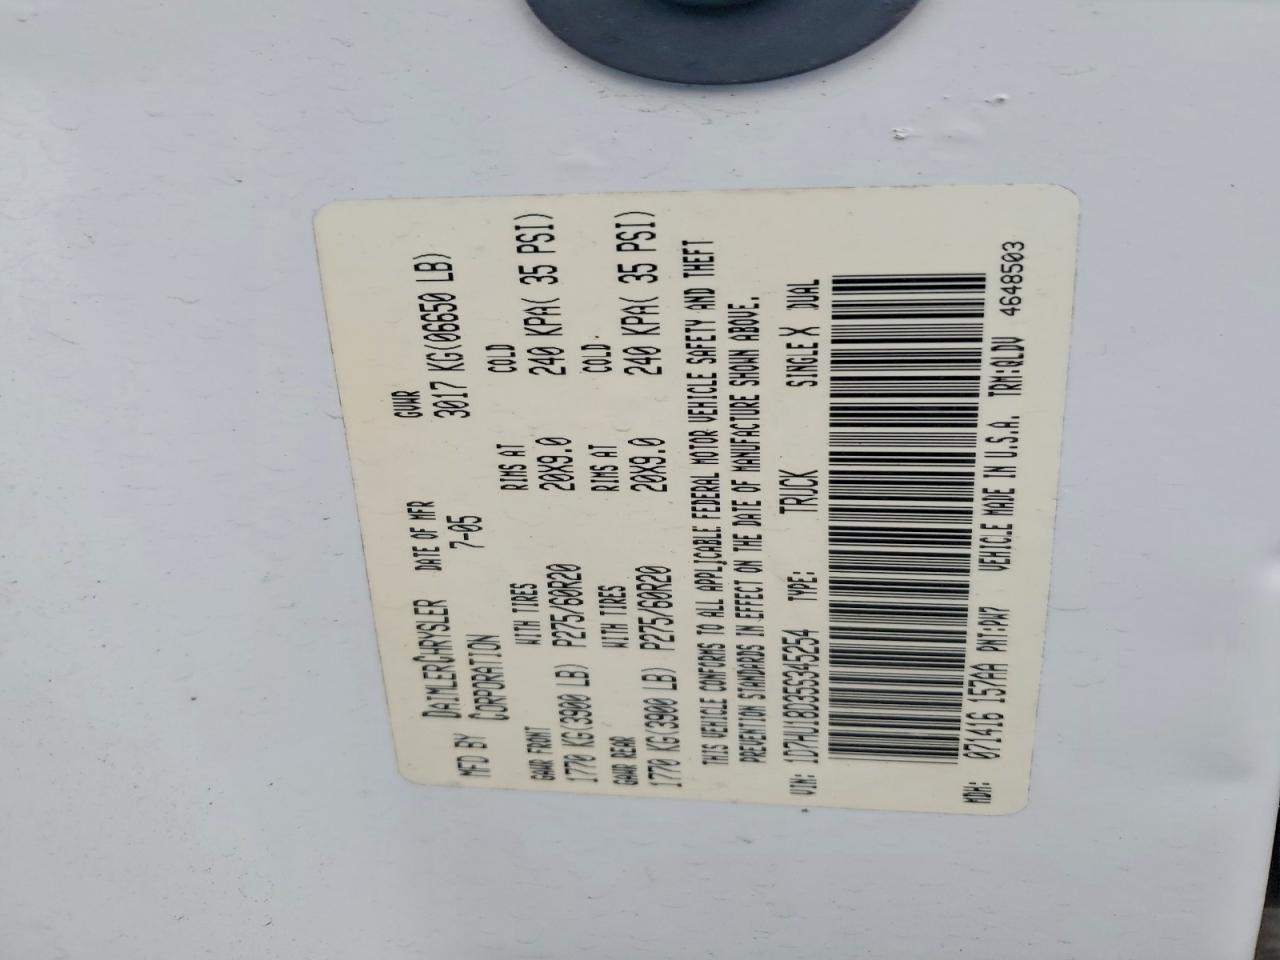 MFD BY DAIMLERCHRYSLER CORPORATION DATE OF MFR 7-05 GVWR 3017 KG(06650 LB)
GAWR FRONT WITH TIRES RIMS AT COLD
1770 KG(3900 LB) P275/60R20 20X9.0 240 KPA( 35 PSI)
GAWR REAR WITH TIRES RIMS AT COLD
1770 KG(3900 LB) P275/60R20 20X9.0 240 KPA( 35 PSI)
THIS VEHICLE CONFORMS TO ALL APPLICABLE FEDERAL MOTOR VEHICLE SAFETY AND THEFT
PREVENTION STANDARDS IN EFFECT ON THE DATE OF MANUFACTURE SHOWN ABOVE.
VIN: 1D7HU18D35S345254 TYPE: TRUCK SINGLE X DUAL
MDH: 071416 157AA PNT:PW7 VEHICLE MADE IN U.S.A. TRM:QLDV 4648503